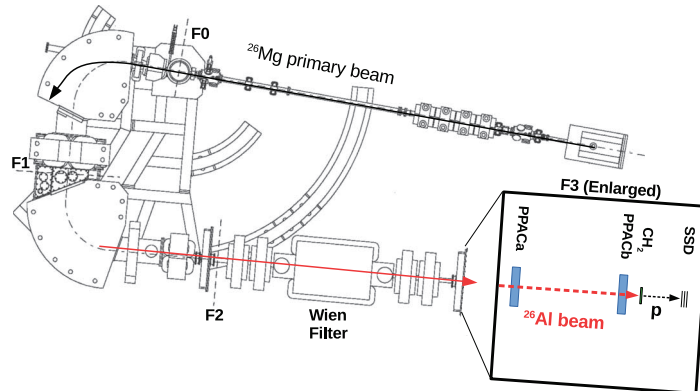 F0
²⁶Mg primary beam
F1
F3 (Enlarged)
PPACa
PPACb
CH₂
SSD
²⁶Al beam
p
F2
Wien
Filter